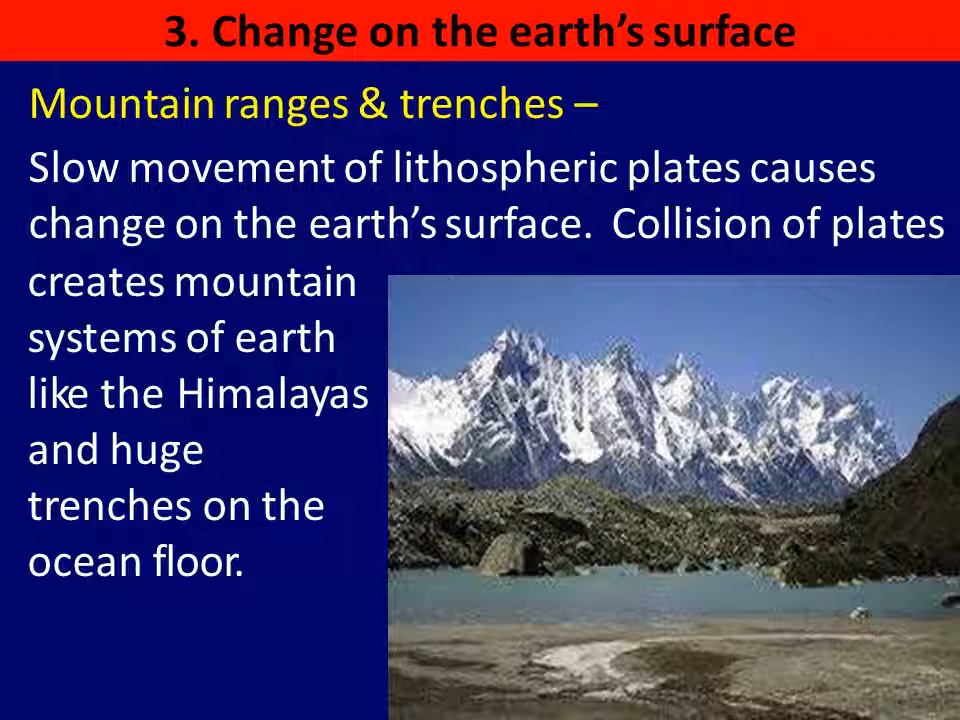 3. Change on the earth’s surface
Mountain ranges & trenches –
Slow movement of lithospheric plates causes
change on the earth’s surface.  Collision of plates
creates mountain
systems of earth
like the Himalayas
and huge
trenches on the
ocean floor.